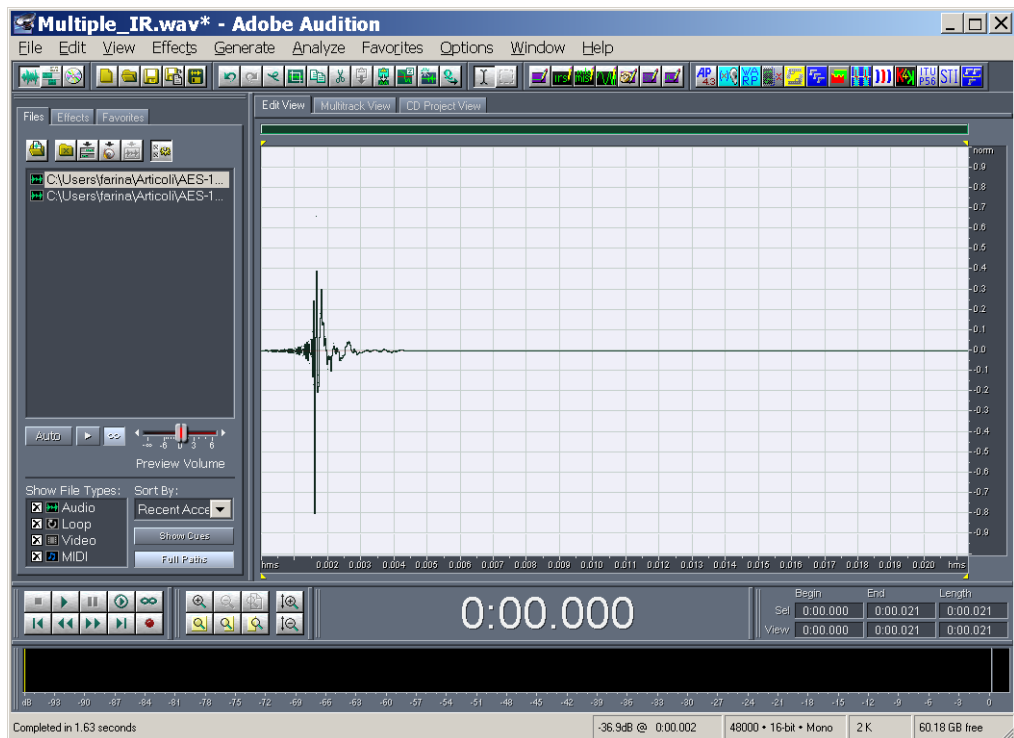 Multiple_IR.wav* - Adobe Audition
File Edit View Effects Generate Analyze Favorites Options Window Help
AP 4.3 ITU P56 STI
Edit View Multitrack View CD Project View
Files Effects Favorites
C:\Users\farina\Articoli\AES-1...
C:\Users\farina\Articoli\AES-1...
norm
0.9
-0.8
-0.7
-0.6
-0.5
-0.4
-0.3
-0.2
-0.1
-0.0
-0.1
-0.2
-0.3
-0.4
-0.5
-0.6
-0.7
-0.8
-0.9
Auto
-∞ -6 0 3 6
Preview Volume
Show File Types: Sort By:
Audio
Loop
Video
MIDI
Recent Acce
Show Cues
Full Paths
hms 0.002 0.003 0.004 0.005 0.006 0.007 0.008 0.009 0.010 0.011 0.012 0.013 0.014 0.015 0.016 0.017 0.018 0.019 0.020 hms
0:00.000
Begin End Length
Sel 0:00.000 0:00.021 0:00.021
View 0:00.000 0:00.021 0:00.021
dB -93 -90 -87 -84 -81 -78 -75 -72 -69 -66 -63 -60 -57 -54 -51 -48 -45 -42 -39 -36 -33 -30 -27 -24 -21 -18 -15 -12 -9 -6 -3 0
Completed in 1.63 seconds -36.9dB @ 0:00.002 48000 • 16-bit • Mono 2 K 60.18 GB free